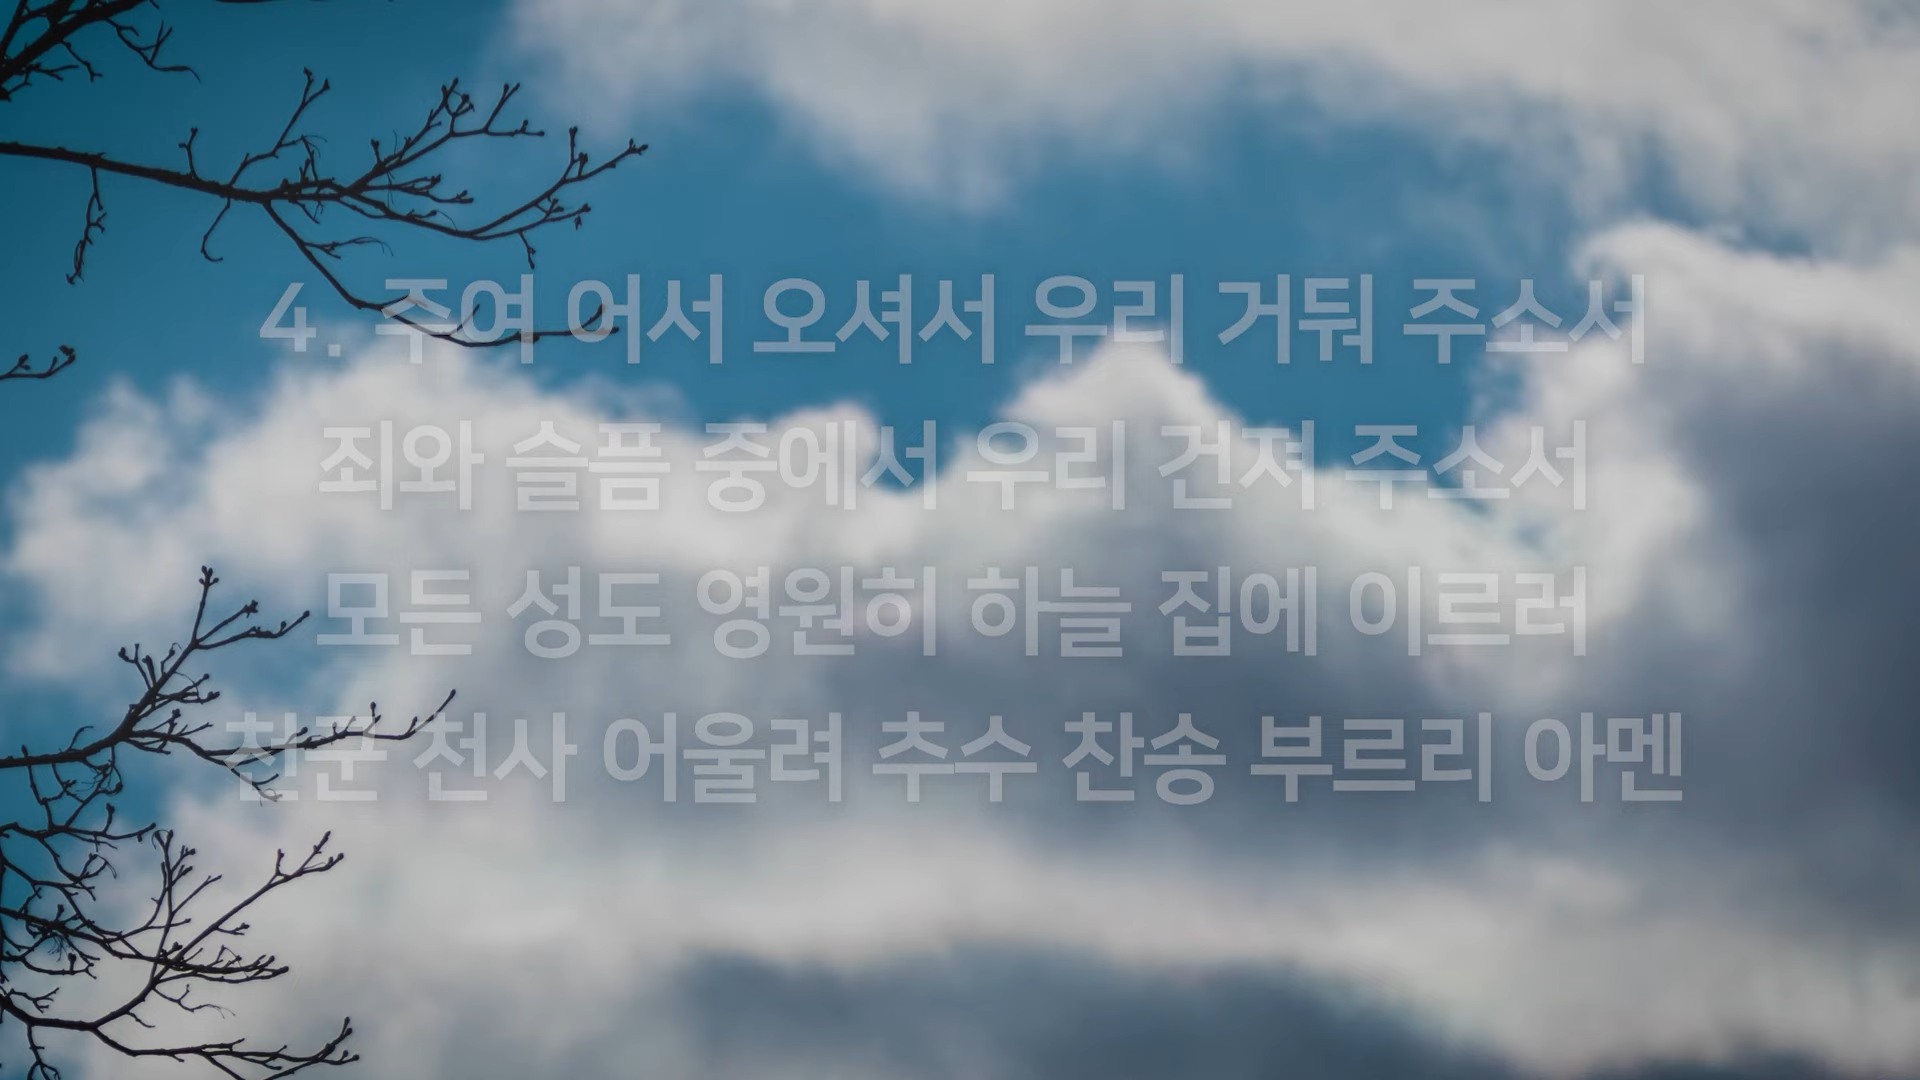 4. 주여 어서 오셔서 우리 거둬 주소서
죄와 슬픔 중에서 우리 건져 주소서
모든 성도 영원히 하늘 집에 이르러
천군 천사 어울려 추수 찬송 부르리 아멘